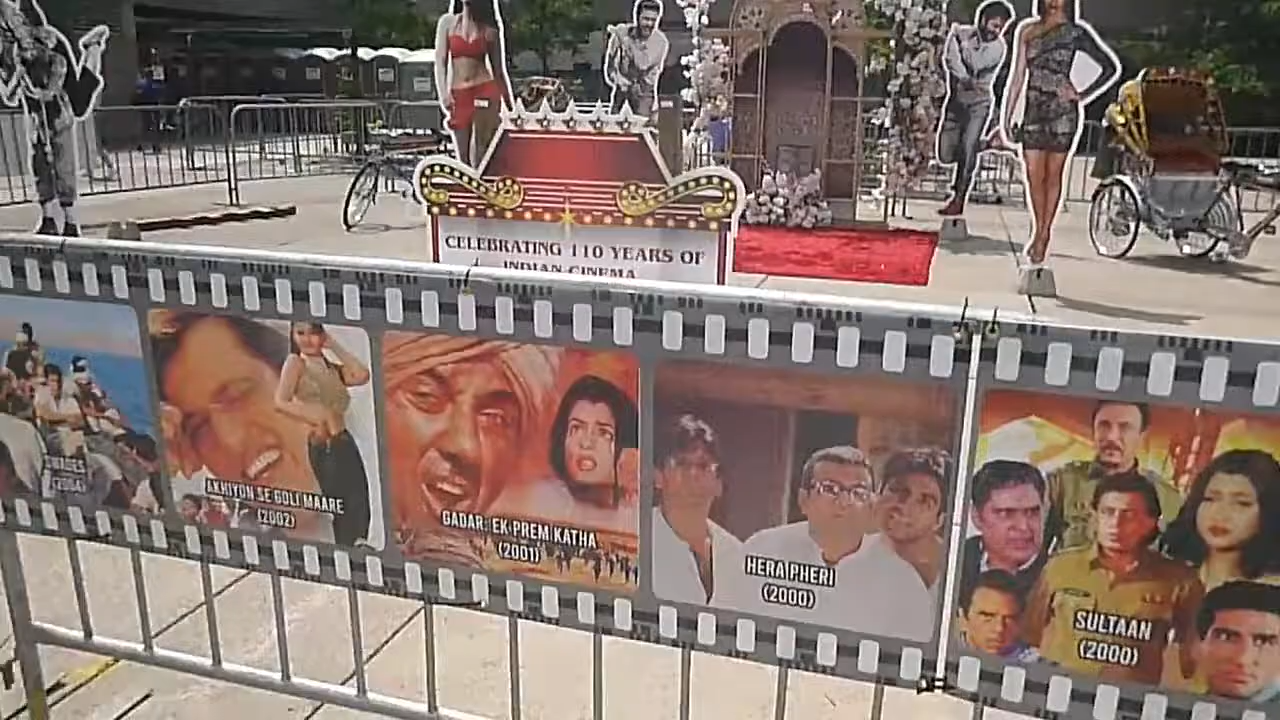 CELEBRATING 110 YEARS OF
INDIAN CINEMA
SWADES
(2004)
AKHIYON SE GOLI MAARE
(2002)
GADAR: EK PREM KATHA
(2001)
HERA PHERI
(2000)
SULTAAN
(2000)